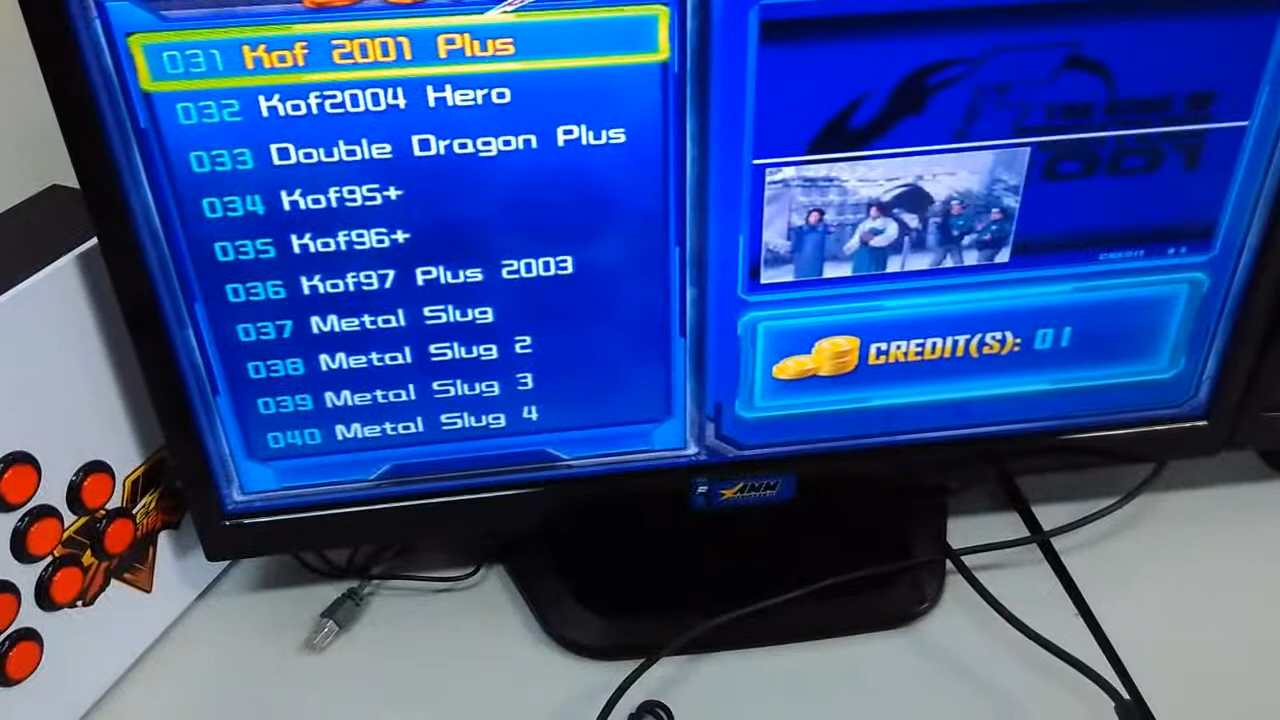 031 Kof 2001 Plus
032 Kof2004 Hero
033 Double Dragon Plus
034 Kof95+
035 Kof96+
036 Kof97 Plus 2003
037 Metal Slug
038 Metal Slug 2
039 Metal Slug 3
040 Metal Slug 4
CREDIT(S): 01